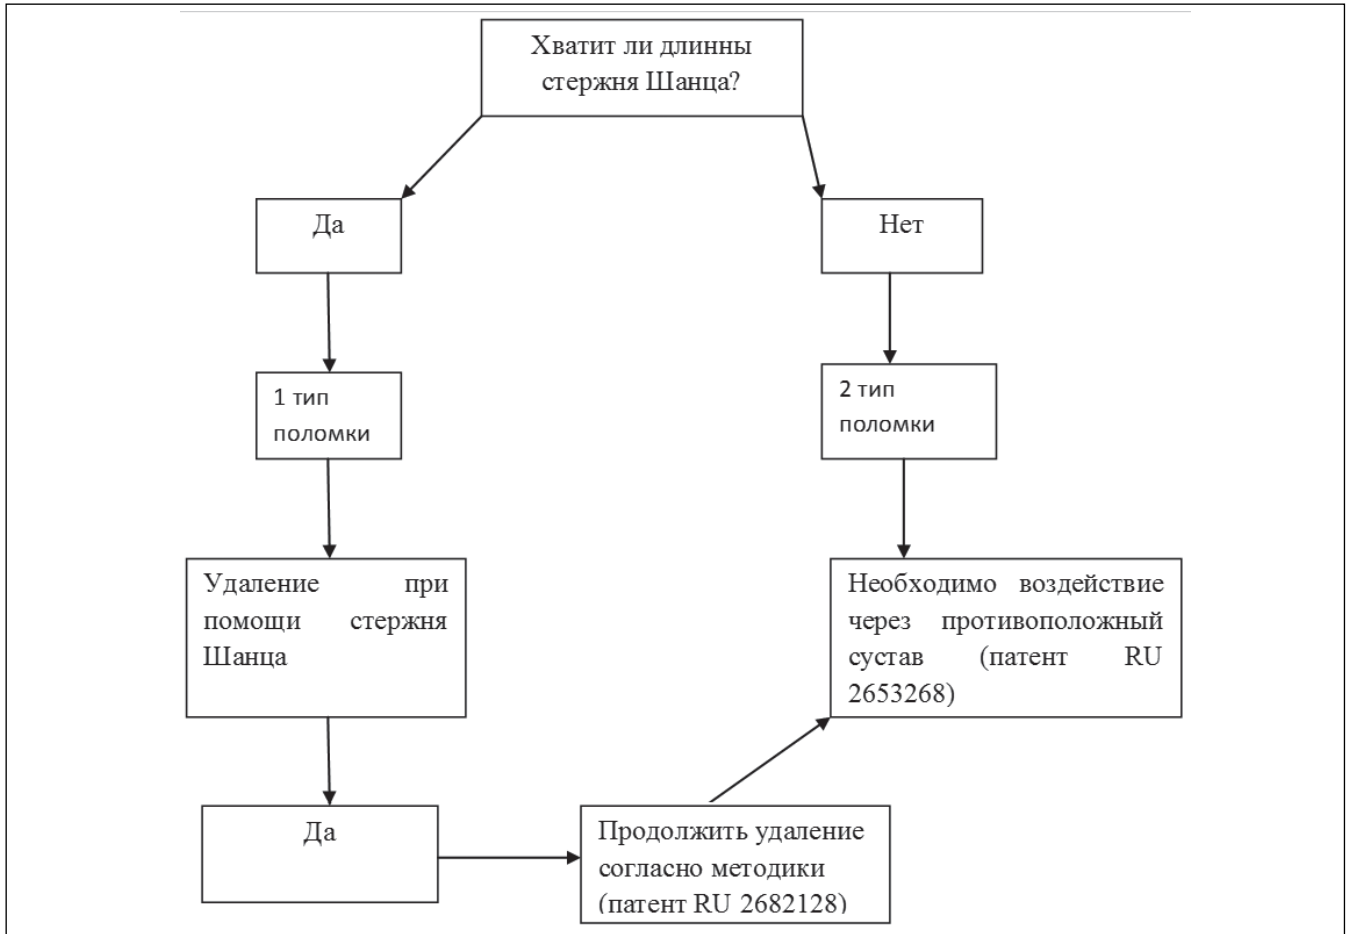 Хватит ли длинны
стержня Шанца?
Да
Нет
1 тип
поломки
2 тип
поломки
Удаление при
помощи стержня
Шанца
Необходимо воздействие
через противоположный
сустав (патент RU
2653268)
Да
Продолжить удаление
согласно методики
(патент RU 2682128)